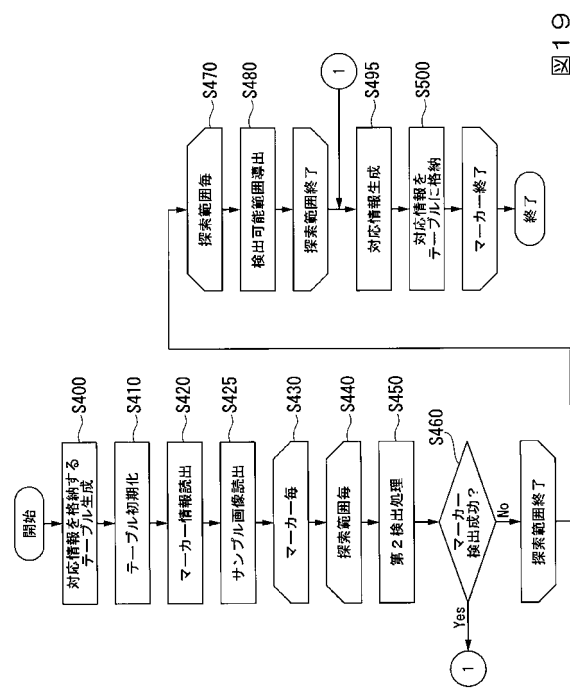 開始
対応情報を格納する
テーブル生成
S400
テーブル初期化
S410
マーカー情報読出
S420
サンプル画像読出
S425
マーカー毎
S430
探索範囲毎
S440
第2検出処理
S450
マーカー
検出成功?
S460
Yes
1
No
探索範囲終了
探索範囲毎
S470
検出可能範囲導出
S480
探索範囲終了
1
対応情報生成
S495
対応情報を
テーブルに格納
S500
マーカー終了
終了
図19